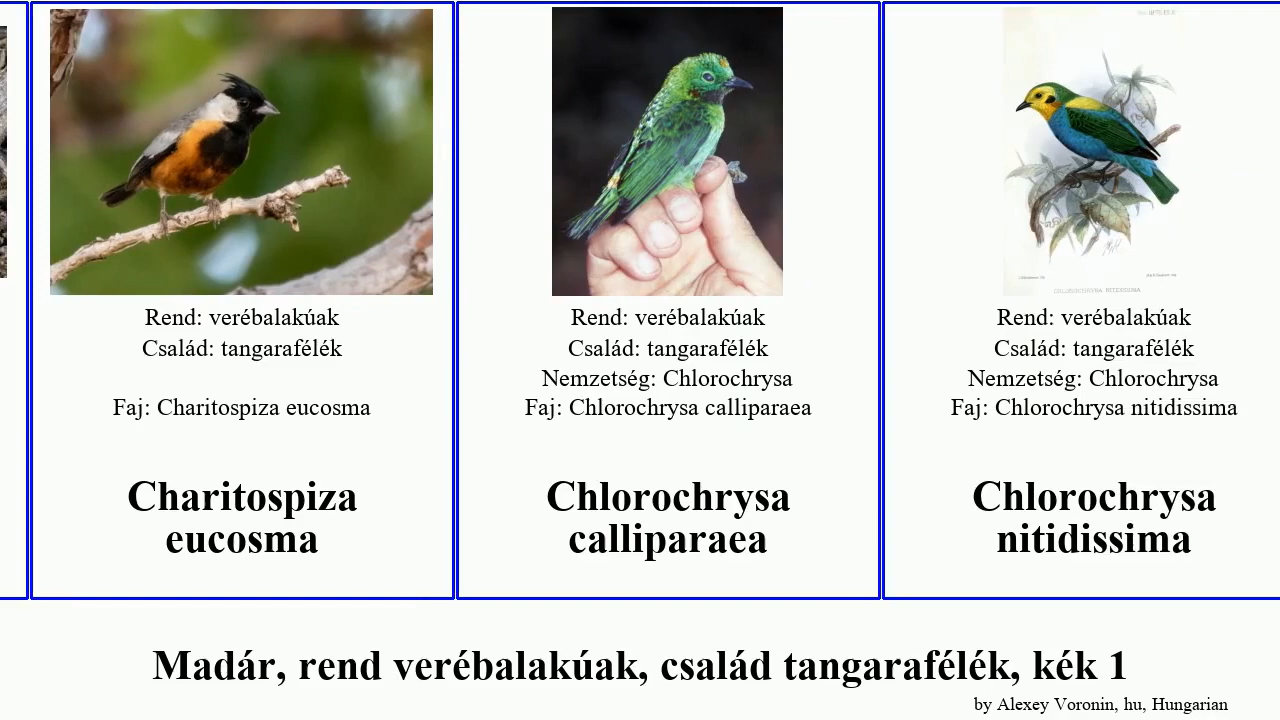 Rend: verébalakúak
Család: tangarafélék
Faj: Charitospiza eucosma
Charitospiza
eucosma
Rend: verébalakúak
Család: tangarafélék
Nemzetség: Chlorochrysa
Faj: Chlorochrysa calliparaea
Chlorochrysa
calliparaea
CHLOROCHRYSA NITIDISSIMA
Rend: verébalakúak
Család: tangarafélék
Nemzetség: Chlorochrysa
Faj: Chlorochrysa nitidissima
Chlorochrysa
nitidissima
Madár, rend verébalakúak, család tangarafélék, kék 1
by Alexey Voronin, hu, Hungarian